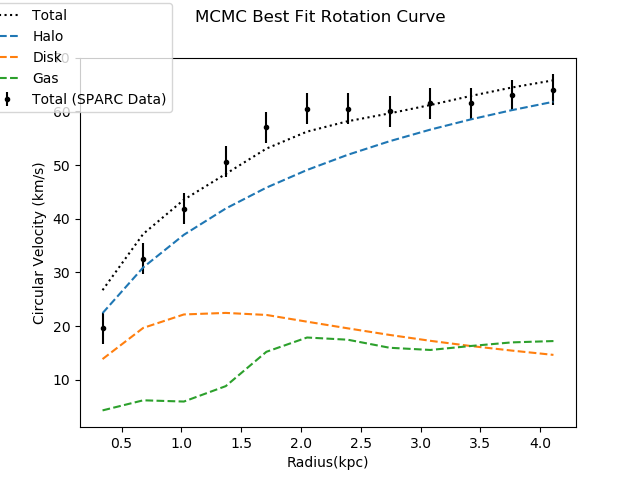 MCMC Best Fit Rotation Curve
Total
Halo
Disk
Gas
Total (SPARC Data)
60
50
40
30
20
10
Circular Velocity (km/s)
0.5 1.0 1.5 2.0 2.5 3.0 3.5 4.0
Radius(kpc)